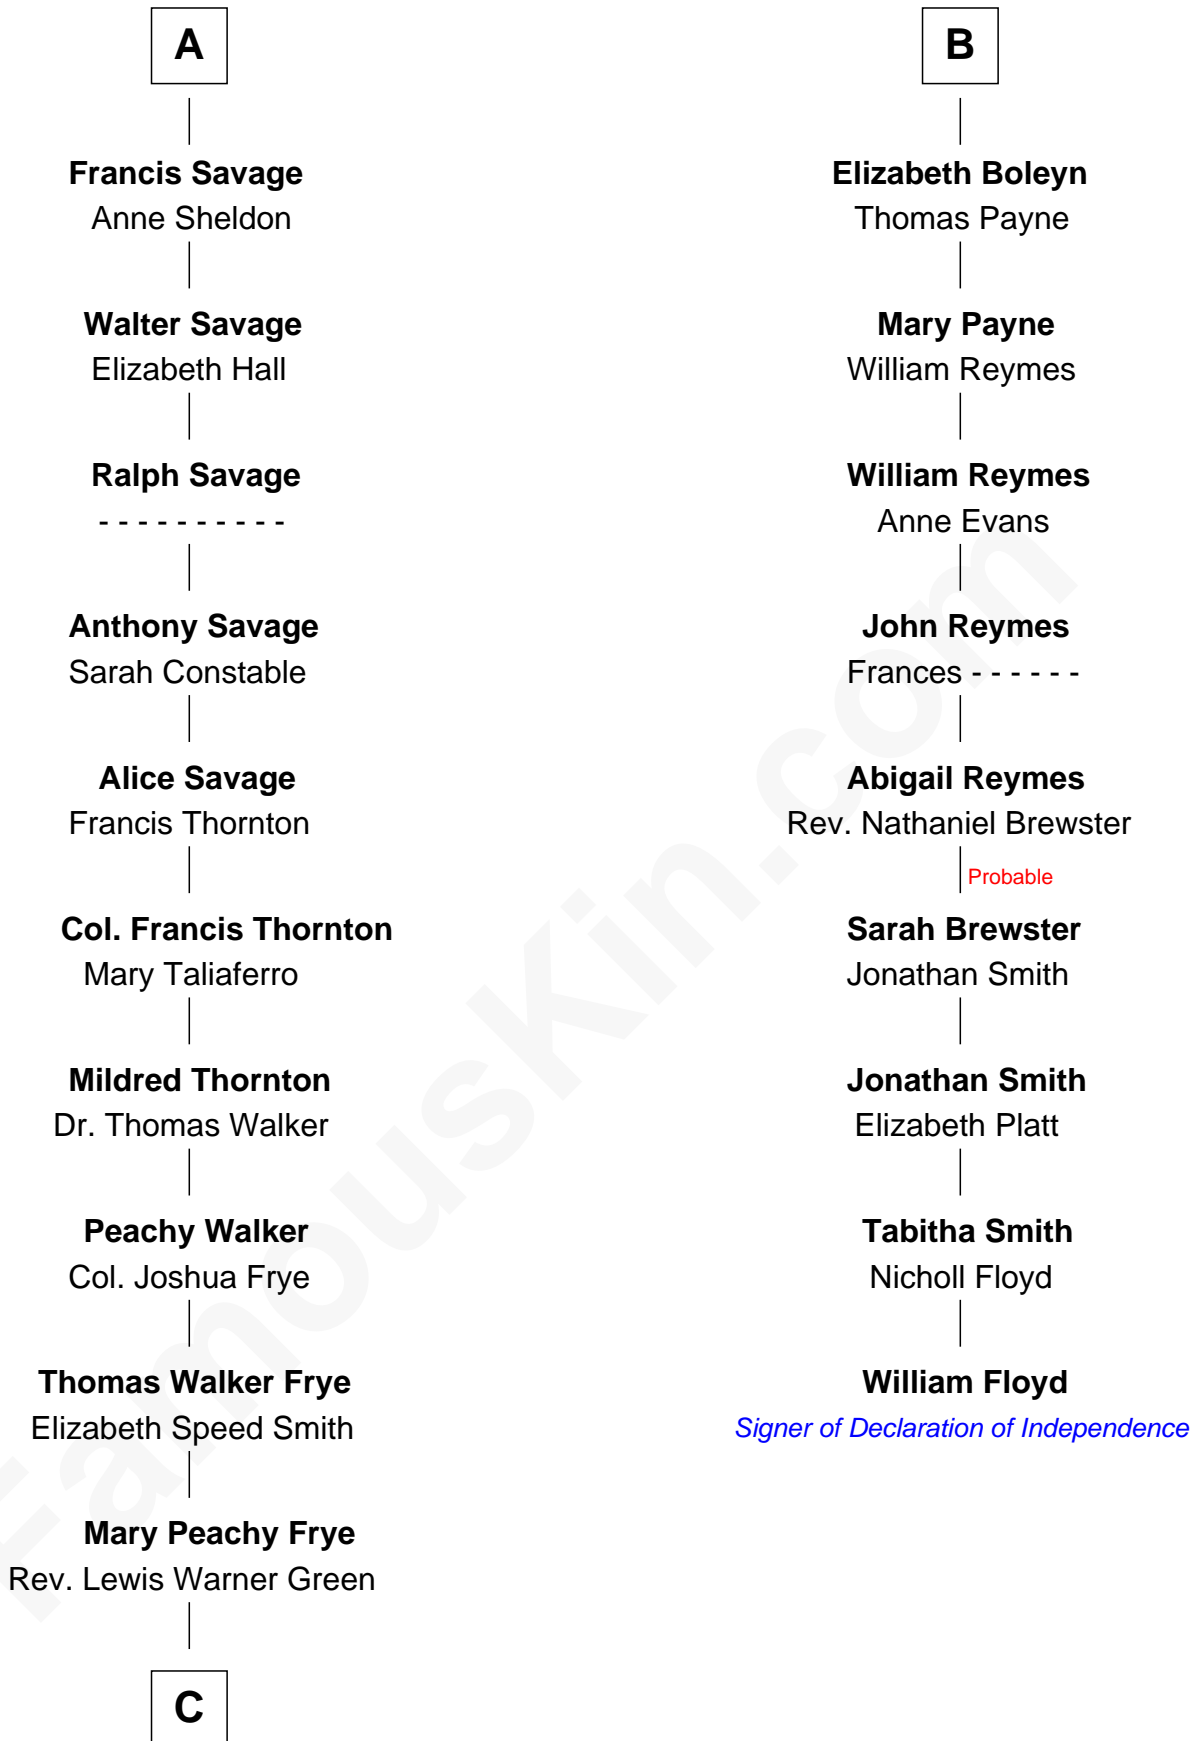 A
Francis Savage
Anne Sheldon
Walter Savage
Elizabeth Hall
Ralph Savage
- - - - - - - - - -
Anthony Savage
Sarah Constable
Alice Savage
Francis Thornton
Col. Francis Thornton
Mary Taliaferro
Mildred Thornton
Dr. Thomas Walker
Peachy Walker
Col. Joshua Frye
Thomas Walker Frye
Elizabeth Speed Smith
Mary Peachy Frye
Rev. Lewis Warner Green
C
B
Elizabeth Boleyn
Thomas Payne
Mary Payne
William Reymes
William Reymes
Anne Evans
John Reymes
Frances - - - - - -
Abigail Reymes
Rev. Nathaniel Brewster
Probable
Sarah Brewster
Jonathan Smith
Jonathan Smith
Elizabeth Platt
Tabitha Smith
Nicholl Floyd
William Floyd
Signer of Declaration of Independence
FamousKin.com